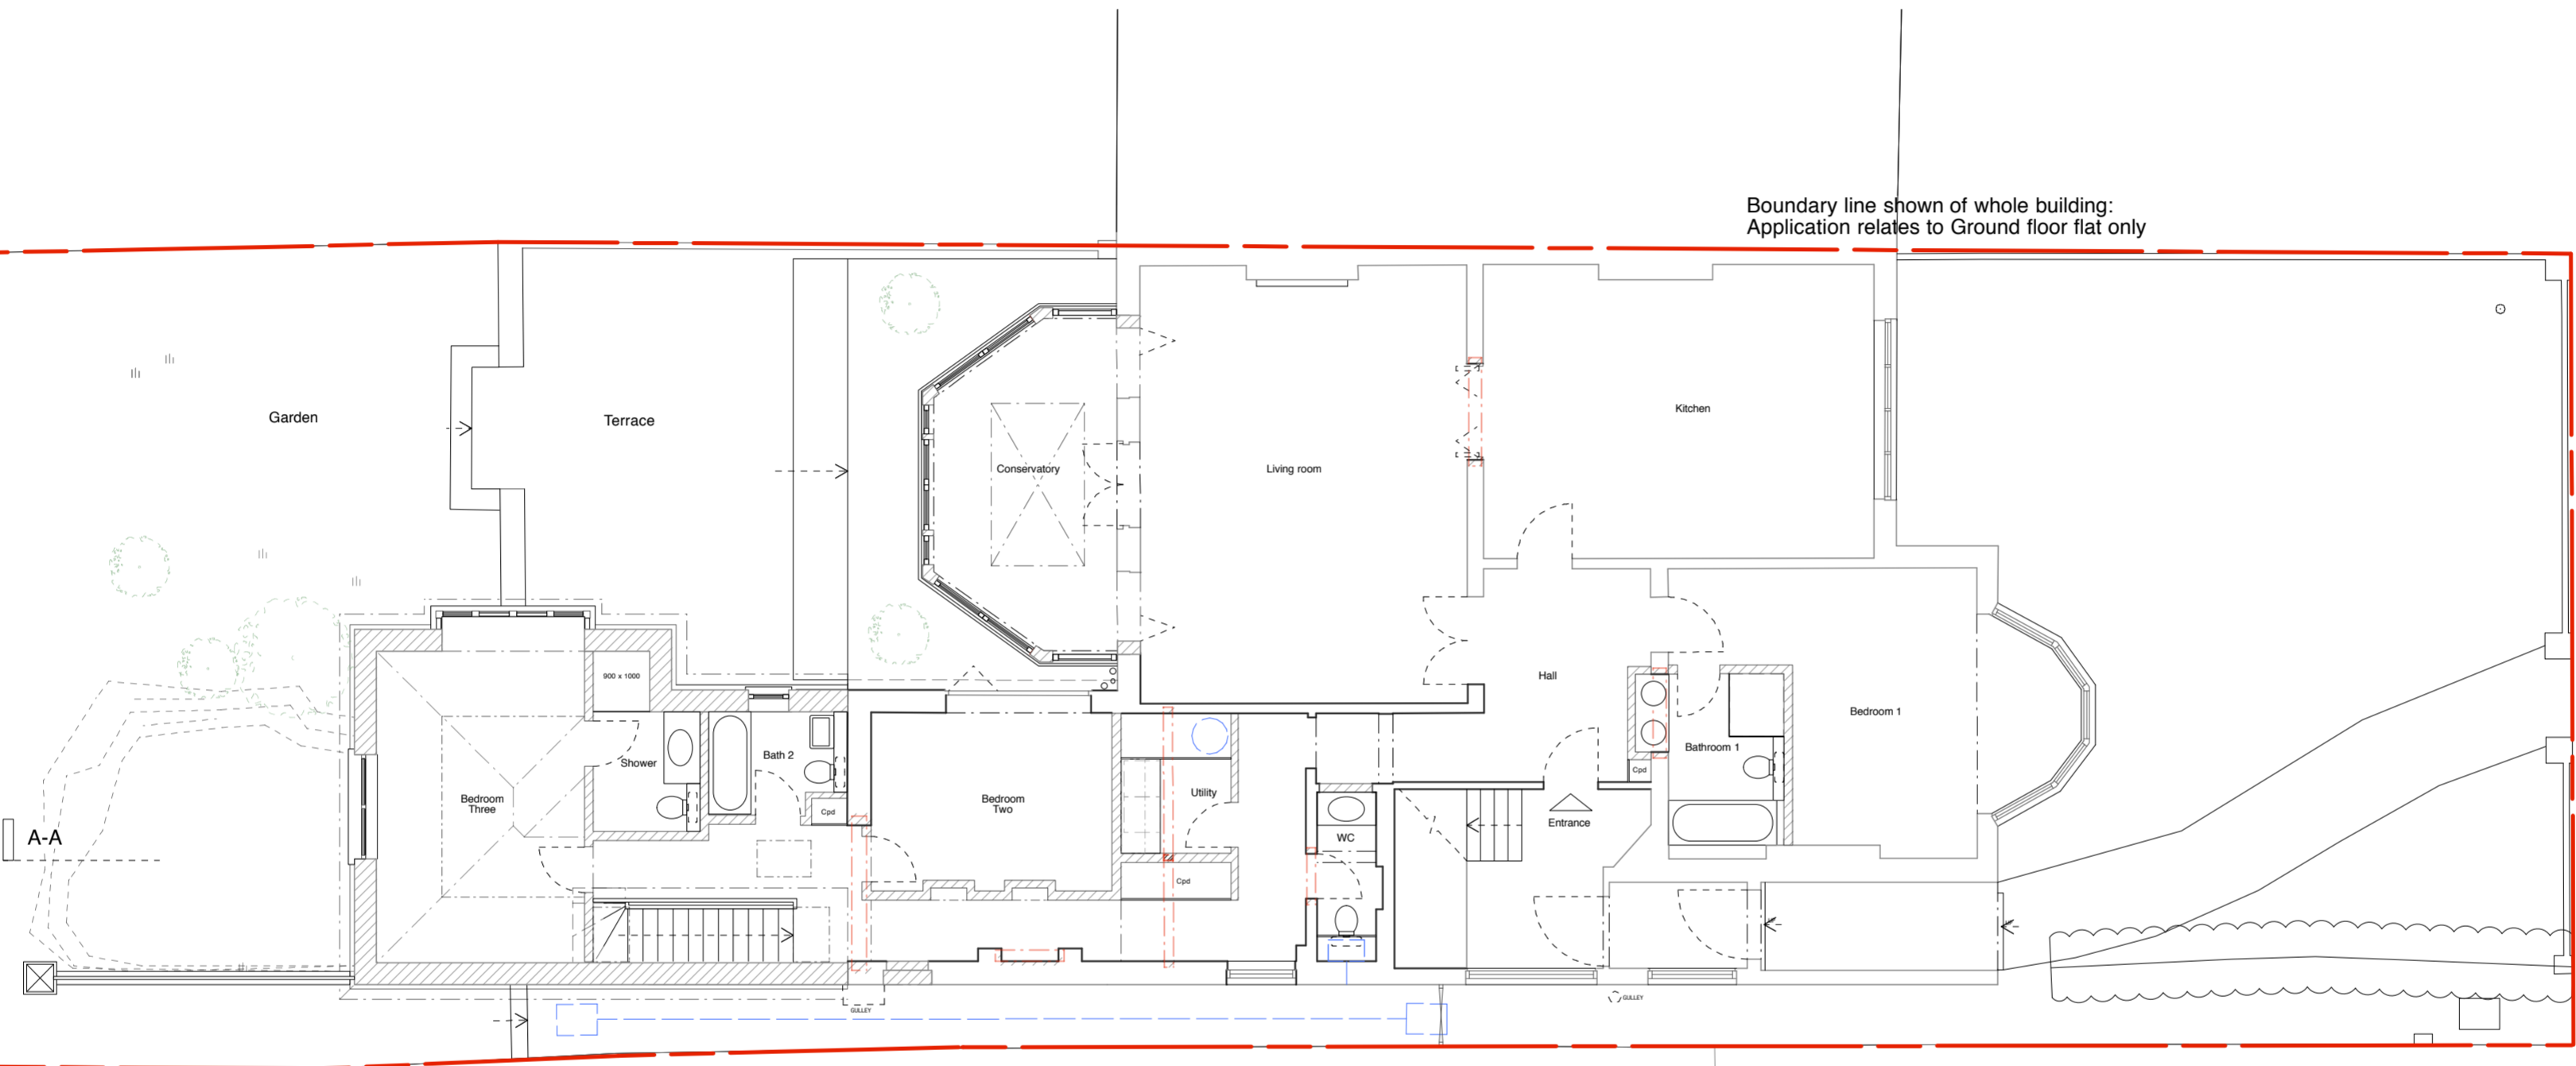 Boundary line shown of whole building:
Application relates to Ground floor flat only
Garden
Terrace
Conservatory
Living room
Kitchen
900 x 1000
Hall
Bedroom 1
Shower
Bath 2
Bathroom 1
Cpd
Bedroom
Three
Cpd
Bedroom
Two
Utility
WC
Entrance
A-A
Cpd
GULLEY
GULLEY